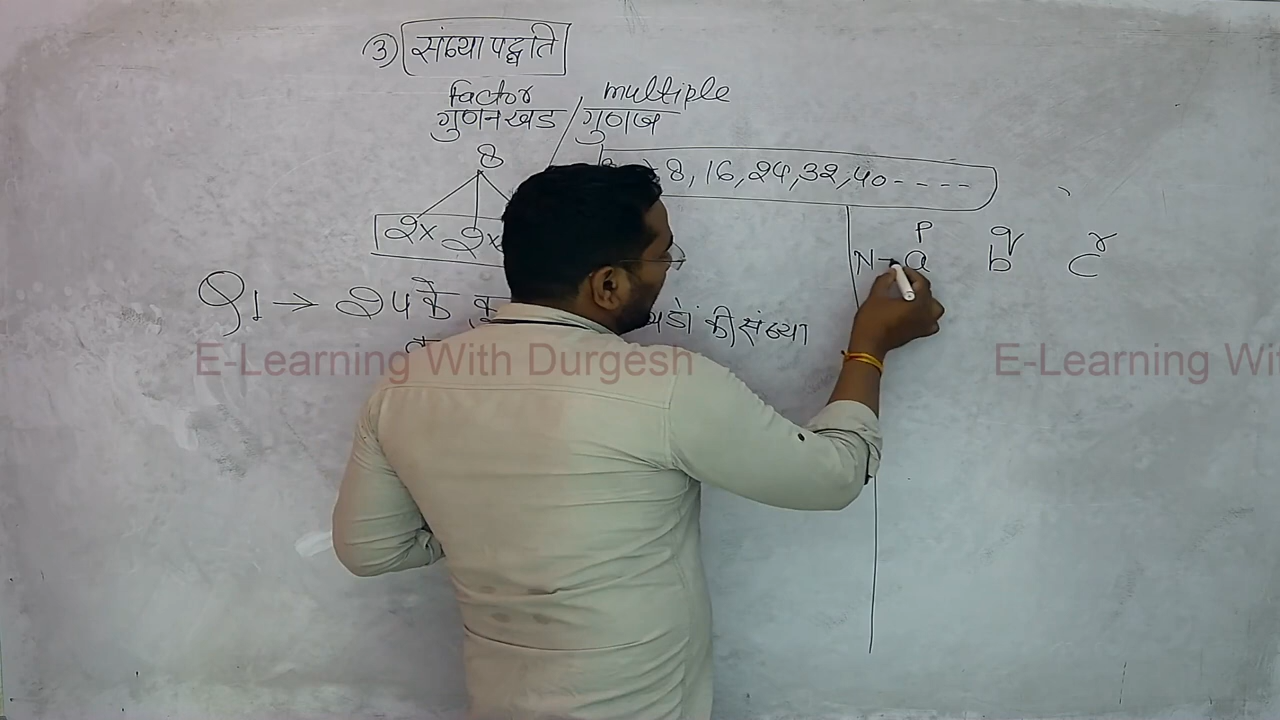 ③ संख्या पद्धति
factor / multiple
गुणनखंड / गुणज
8
8, 16, 24, 32, 40 - - - -
2× 2×
N → a^p b^q c^r
Q1 → 24 के खंडों की संख्या
E-Learning With Durgesh E-Learning Wi